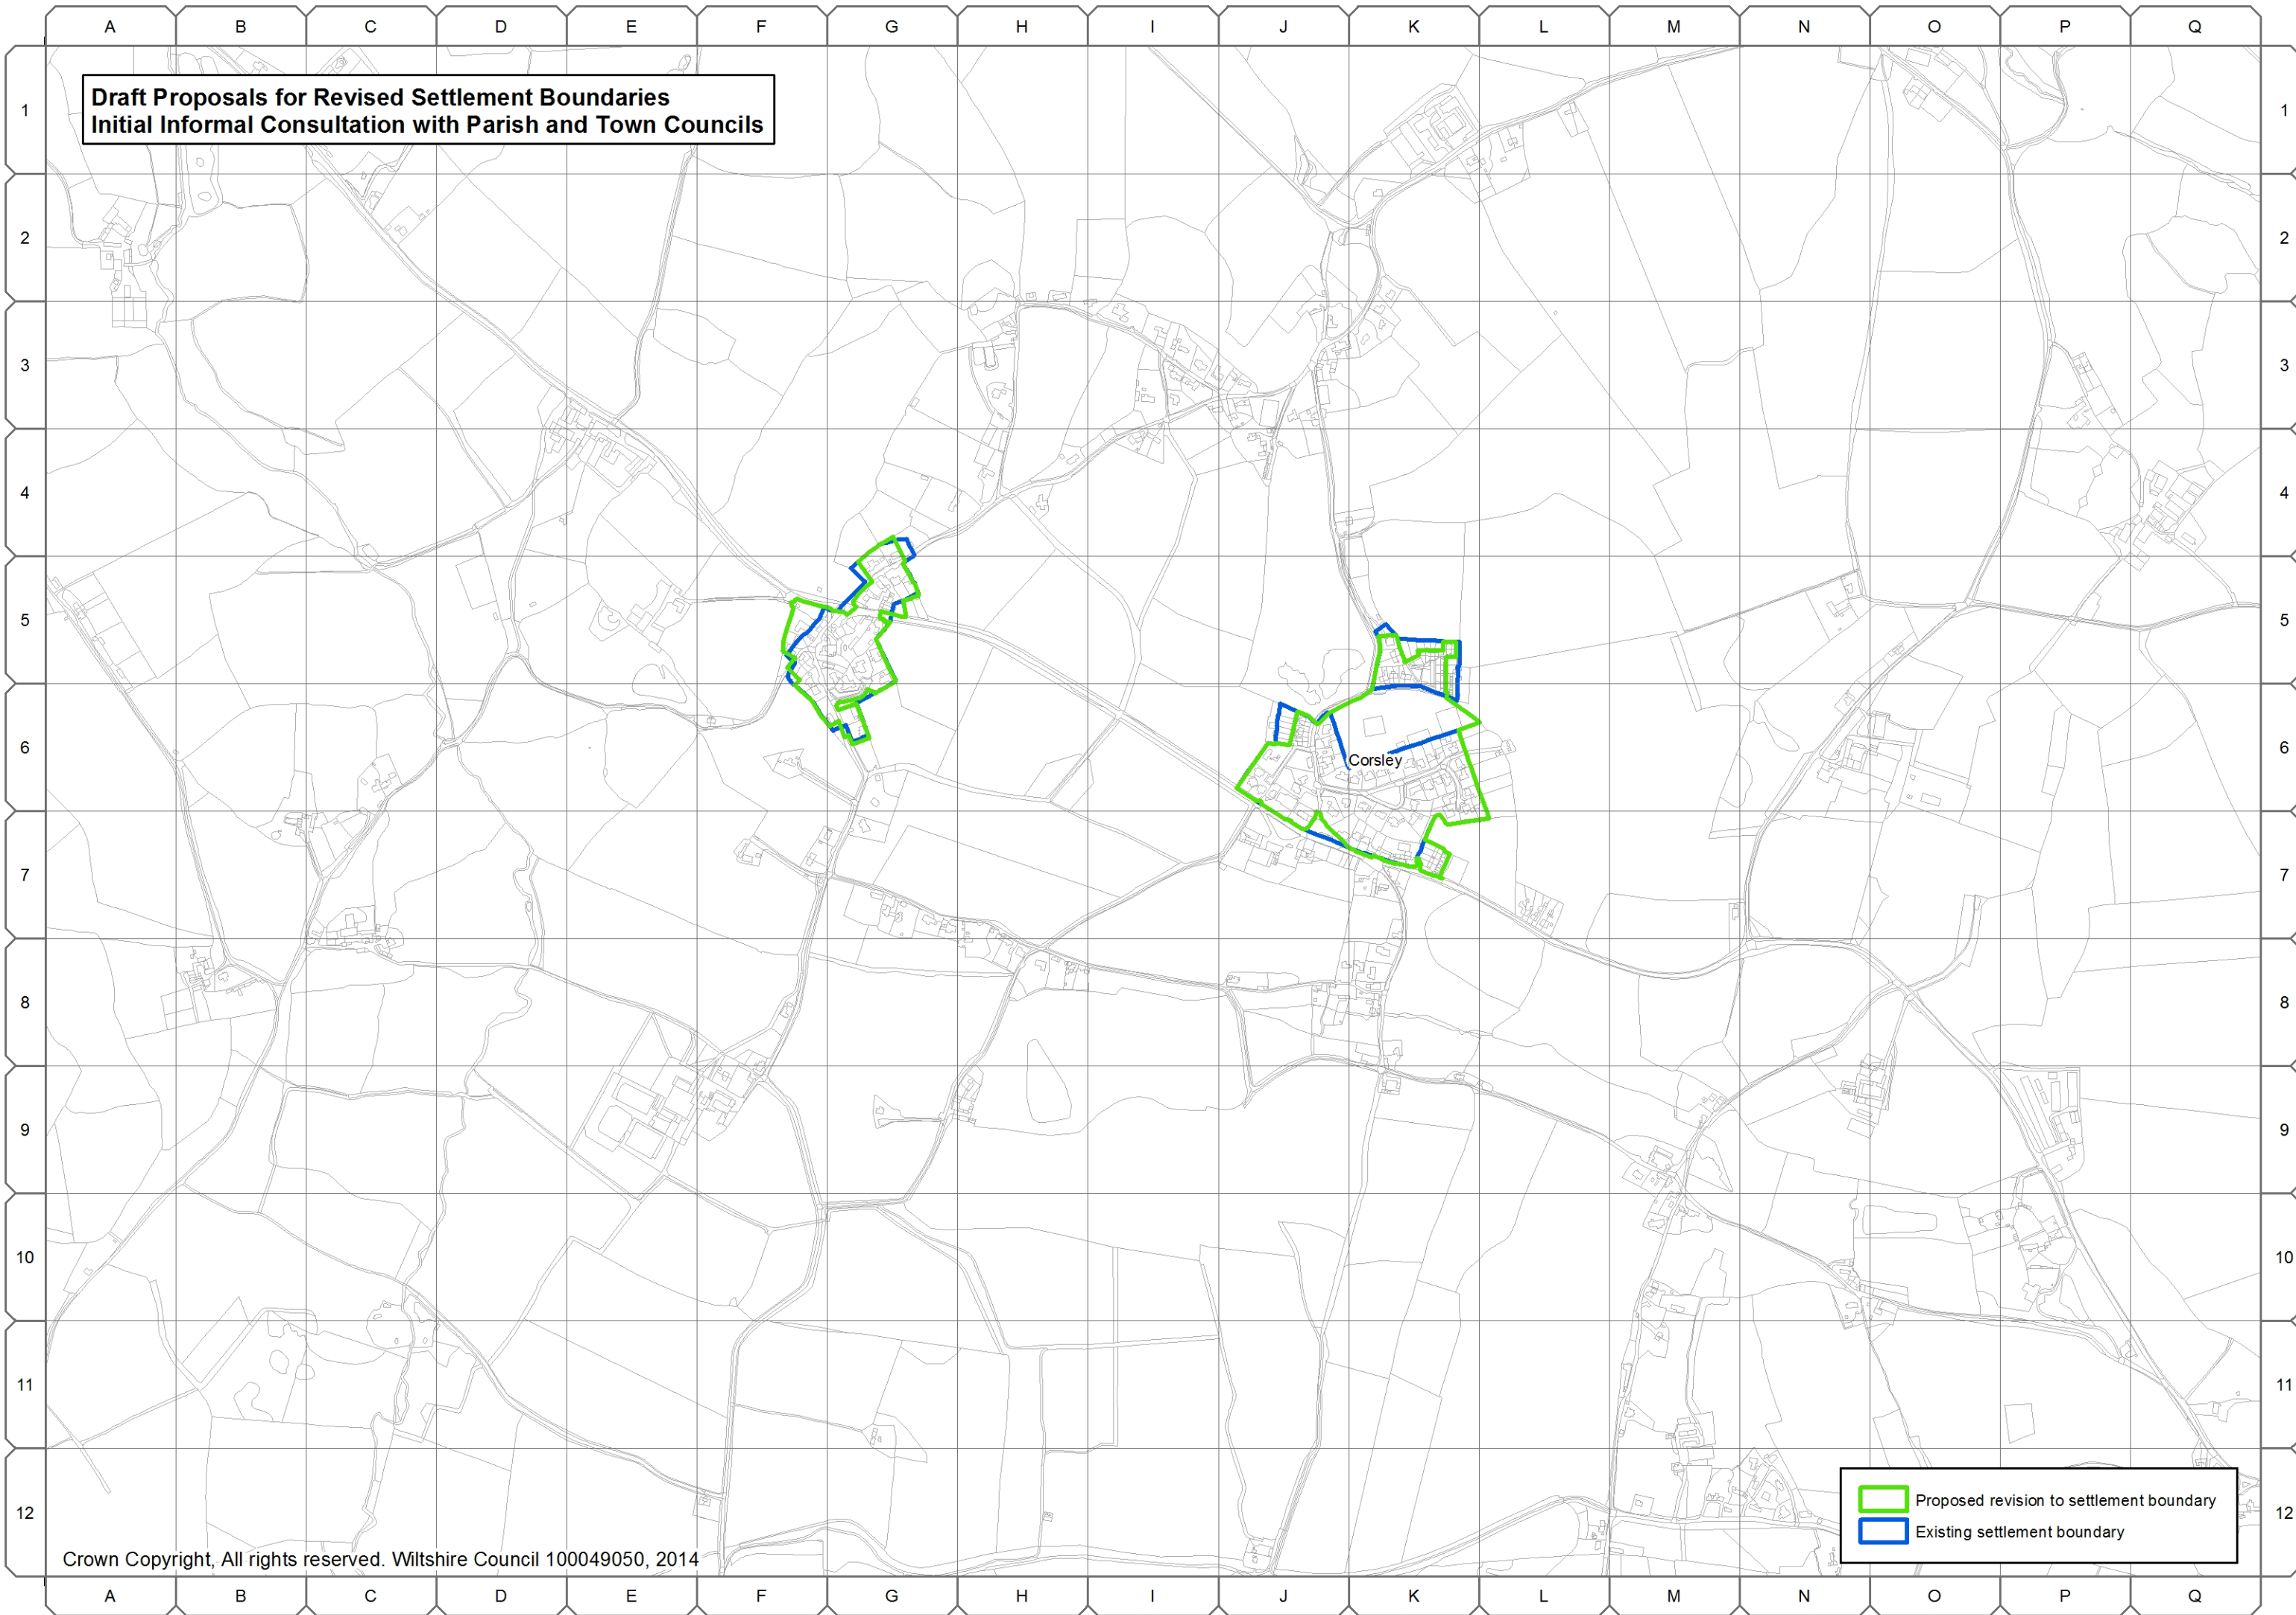 A B C D E F G H I J K L M N O P Q
Draft Proposals for Revised Settlement Boundaries
Initial Informal Consultation with Parish and Town Councils
1 1
2 2
3 3
4 4
5 5
6 6
Corsley
7 7
8 8
9 9
10 10
11 11
12 12
Proposed revision to settlement boundary
Existing settlement boundary
Crown Copyright, All rights reserved. Wiltshire Council 100049050, 2014
A B C D E F G H I J K L M N O P Q